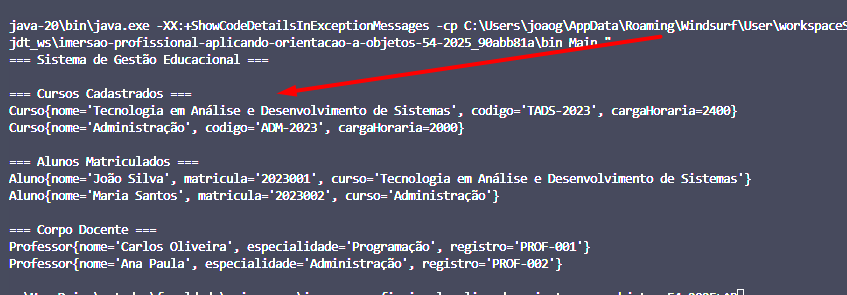 java-20\bin\java.exe -XX:+ShowCodeDetailsInExceptionMessages -cp C:\Users\joaog\AppData\Roaming\Windsurf\User\workspaceS
jdt_ws\imersao-profissional-aplicando-orientacao-a-objetos-54-2025_90abb81a\bin Main "
=== Sistema de Gestão Educacional ===
=== Cursos Cadastrados ===
Curso{nome='Tecnologia em Análise e Desenvolvimento de Sistemas', codigo='TADS-2023', cargaHoraria=2400}
Curso{nome='Administração', codigo='ADM-2023', cargaHoraria=2000}
=== Alunos Matriculados ===
Aluno{nome='João Silva', matricula='2023001', curso='Tecnologia em Análise e Desenvolvimento de Sistemas'}
Aluno{nome='Maria Santos', matricula='2023002', curso='Administração'}
=== Corpo Docente ===
Professor{nome='Carlos Oliveira', especialidade='Programação', registro='PROF-001'}
Professor{nome='Ana Paula', especialidade='Administração', registro='PROF-002'}